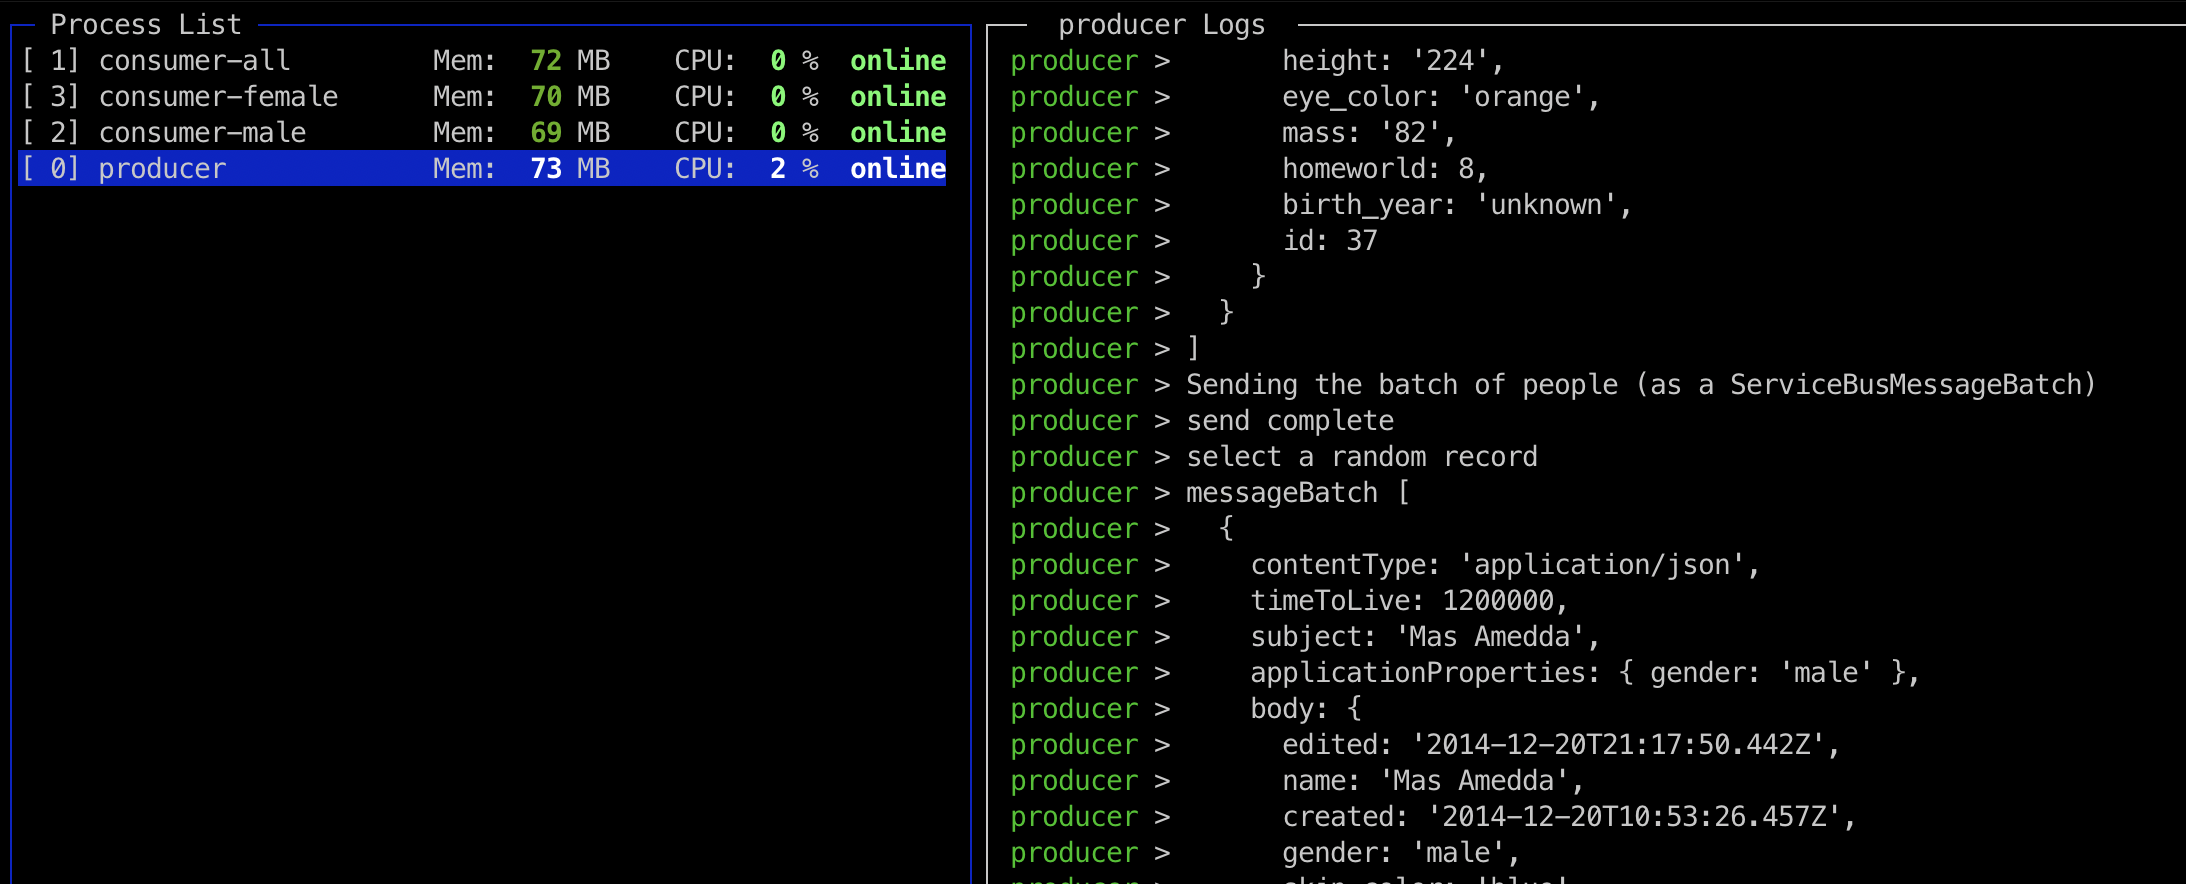 Process List
[ 1] consumer-all Mem: 72 MB CPU: 0 % online
[ 3] consumer-female Mem: 70 MB CPU: 0 % online
[ 2] consumer-male Mem: 69 MB CPU: 0 % online
[ 0] producer Mem: 73 MB CPU: 2 % online
producer Logs
producer > height: '224',
producer > eye_color: 'orange',
producer > mass: '82',
producer > homeworld: 8,
producer > birth_year: 'unknown',
producer > id: 37
producer > }
producer > }
producer > ]
producer > Sending the batch of people (as a ServiceBusMessageBatch)
producer > send complete
producer > select a random record
producer > messageBatch [
producer > {
producer > contentType: 'application/json',
producer > timeToLive: 1200000,
producer > subject: 'Mas Amedda',
producer > applicationProperties: { gender: 'male' },
producer > body: {
producer > edited: '2014-12-20T21:17:50.442Z',
producer > name: 'Mas Amedda',
producer > created: '2014-12-20T10:53:26.457Z',
producer > gender: 'male',
producer > skin_color: 'blue'